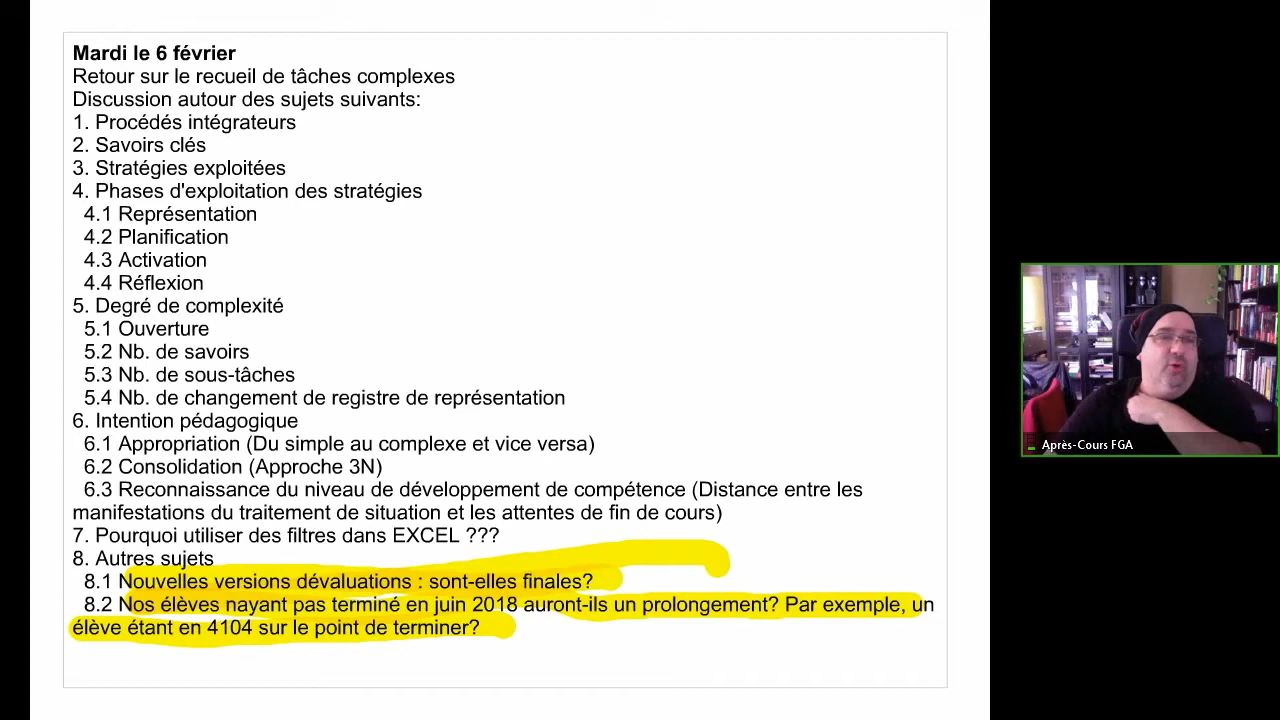 Mardi le 6 février
Retour sur le recueil de tâches complexes
Discussion autour des sujets suivants:
1. Procédés intégrateurs
2. Savoirs clés
3. Stratégies exploitées
4. Phases d'exploitation des stratégies
4.1 Représentation
4.2 Planification
4.3 Activation
4.4 Réflexion
5. Degré de complexité
5.1 Ouverture
5.2 Nb. de savoirs
5.3 Nb. de sous-tâches
5.4 Nb. de changement de registre de représentation
6. Intention pédagogique
6.1 Appropriation (Du simple au complexe et vice versa)
6.2 Consolidation (Approche 3N)
6.3 Reconnaissance du niveau de développement de compétence (Distance entre les
manifestations du traitement de situation et les attentes de fin de cours)
7. Pourquoi utiliser des filtres dans EXCEL ???
8. Autres sujets
8.1 Nouvelles versions dévaluations : sont-elles finales?
8.2 Nos élèves nayant pas terminé en juin 2018 auront-ils un prolongement? Par exemple, un
élève étant en 4104 sur le point de terminer?
Après-Cours FGA